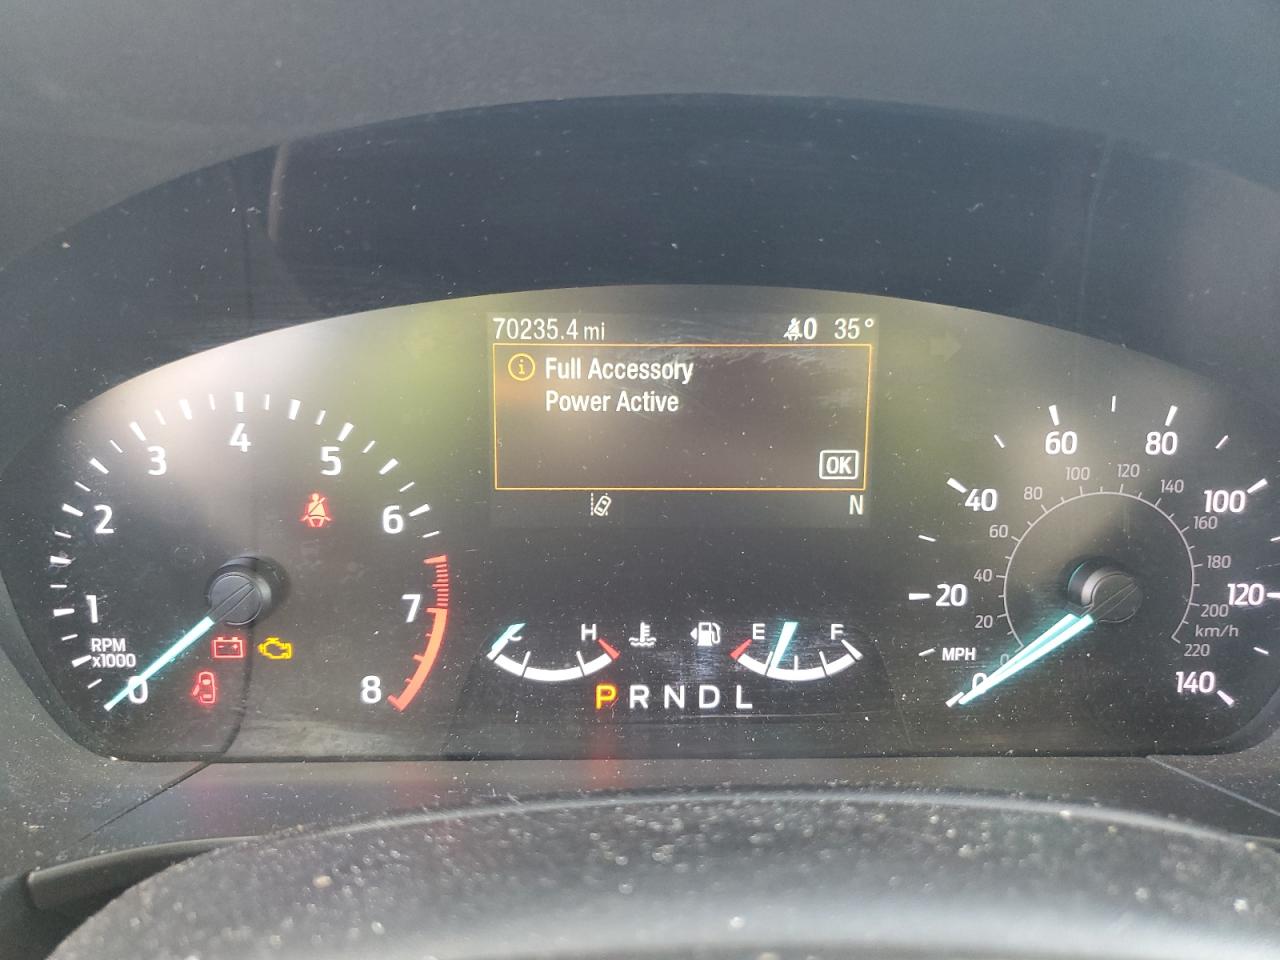 70235.4 mi 0 35°
i Full Accessory
Power Active
OK
N
0 1 2 3 4 5 6 7 8
RPM
x1000
C H E F
P R N D L
0 20 40 60 80 100 120 140
MPH
0 20 40 60 80 100 120 140 160 180 200 220
km/h